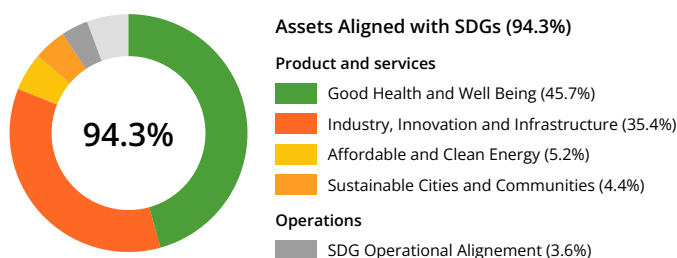 94.3%
Assets Aligned with SDGs (94.3%)
Product and services
Good Health and Well Being (45.7%)
Industry, Innovation and Infrastructure (35.4%)
Affordable and Clean Energy (5.2%)
Sustainable Cities and Communities (4.4%)
Operations
SDG Operational Alignement (3.6%)